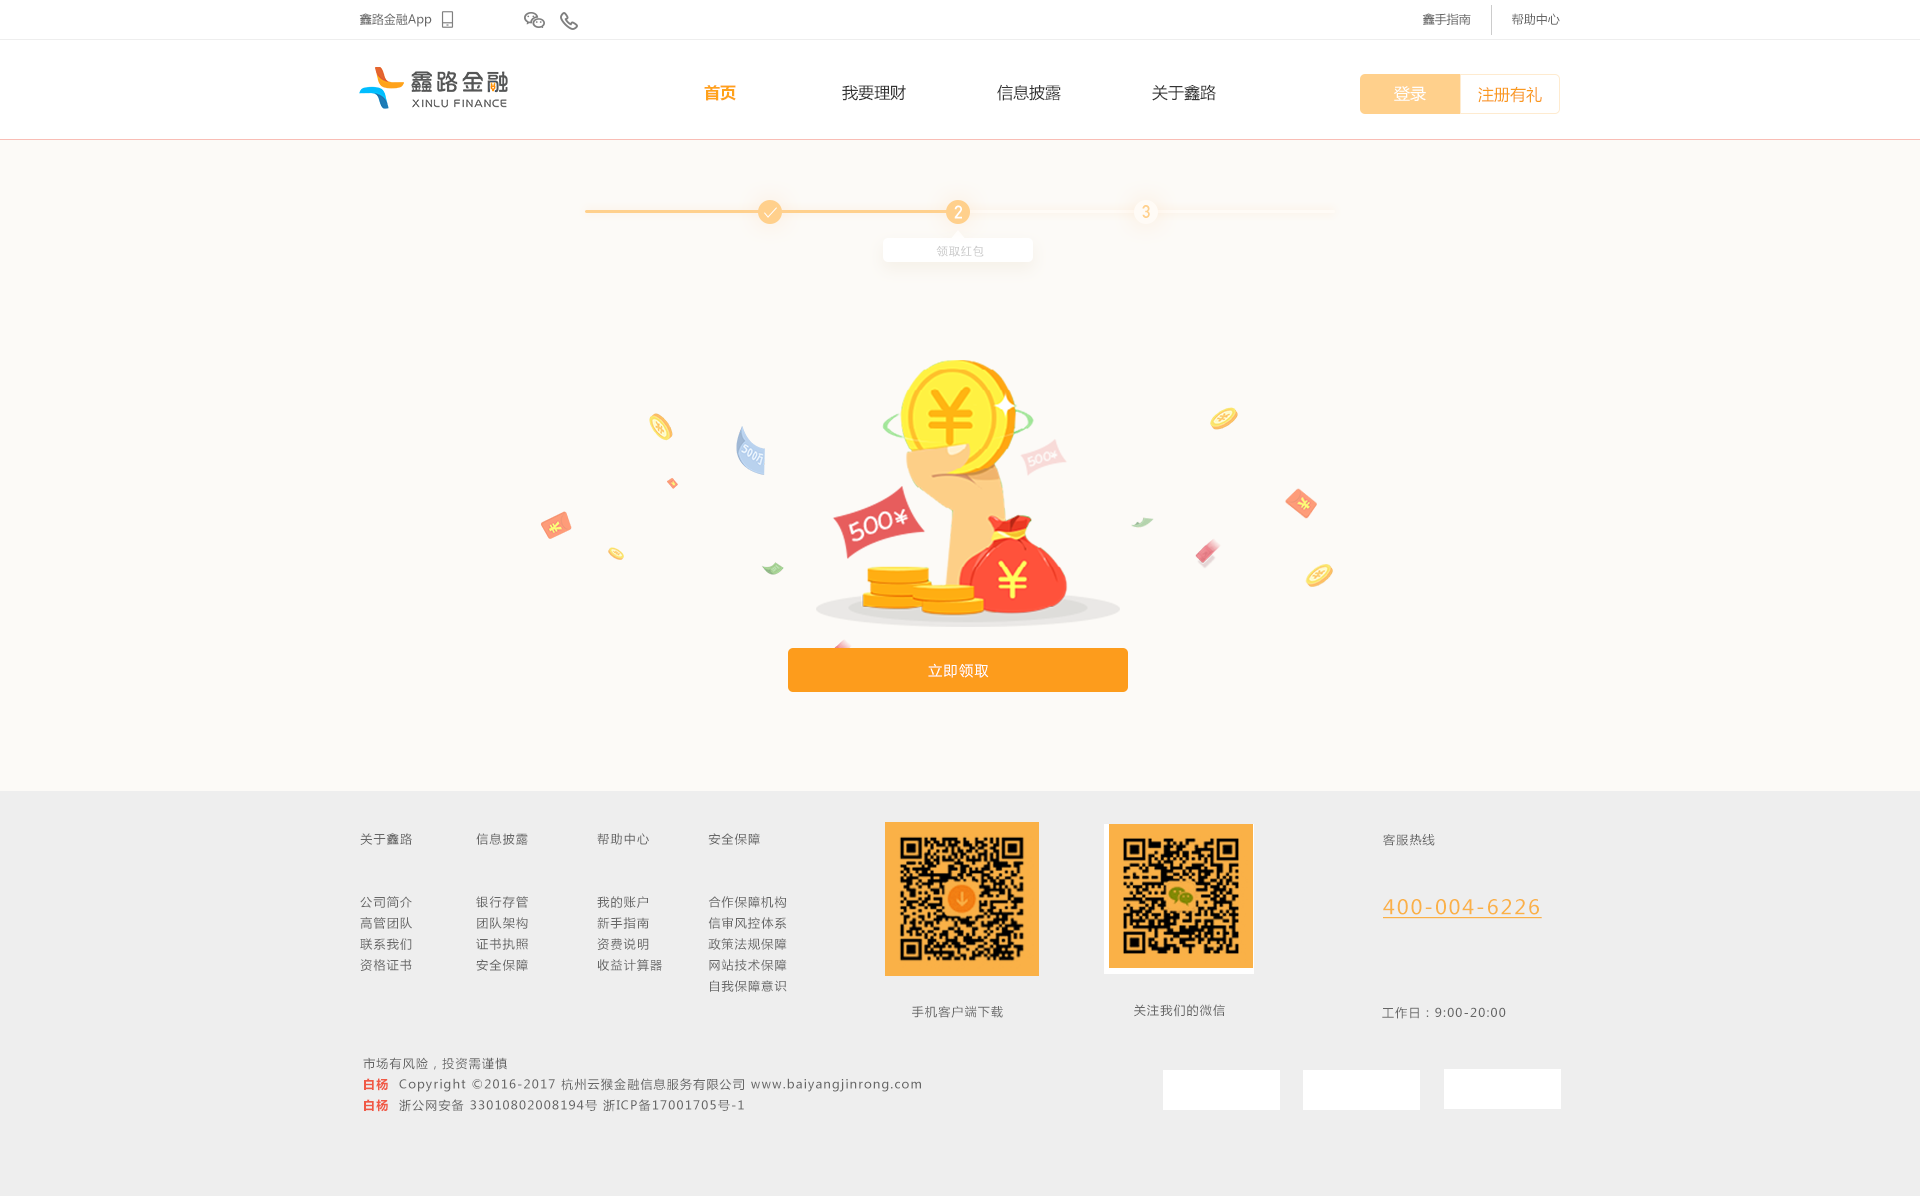 鑫路金融App
鑫手指南
帮助中心
鑫路金融
XINLU FINANCE
首页
我要理财
信息披露
关于鑫路
登录
注册有礼
2
3
领取红包
¥
500万
500¥
500¥
¥
立即领取
关于鑫路
信息披露
帮助中心
安全保障
客服热线
公司简介
银行存管
我的账户
合作保障机构
高管团队
团队架构
新手指南
信审风控体系
400-004-6226
联系我们
证书执照
资费说明
政策法规保障
资格证书
安全保障
收益计算器
网站技术保障
自我保障意识
手机客户端下载
关注我们的微信
工作日：9:00-20:00
市场有风险，投资需谨慎
白杨 Copyright ©2016-2017 杭州云猴金融信息服务有限公司 www.baiyangjinrong.com
白杨 浙公网安备 33010802008194号 浙ICP备17001705号-1